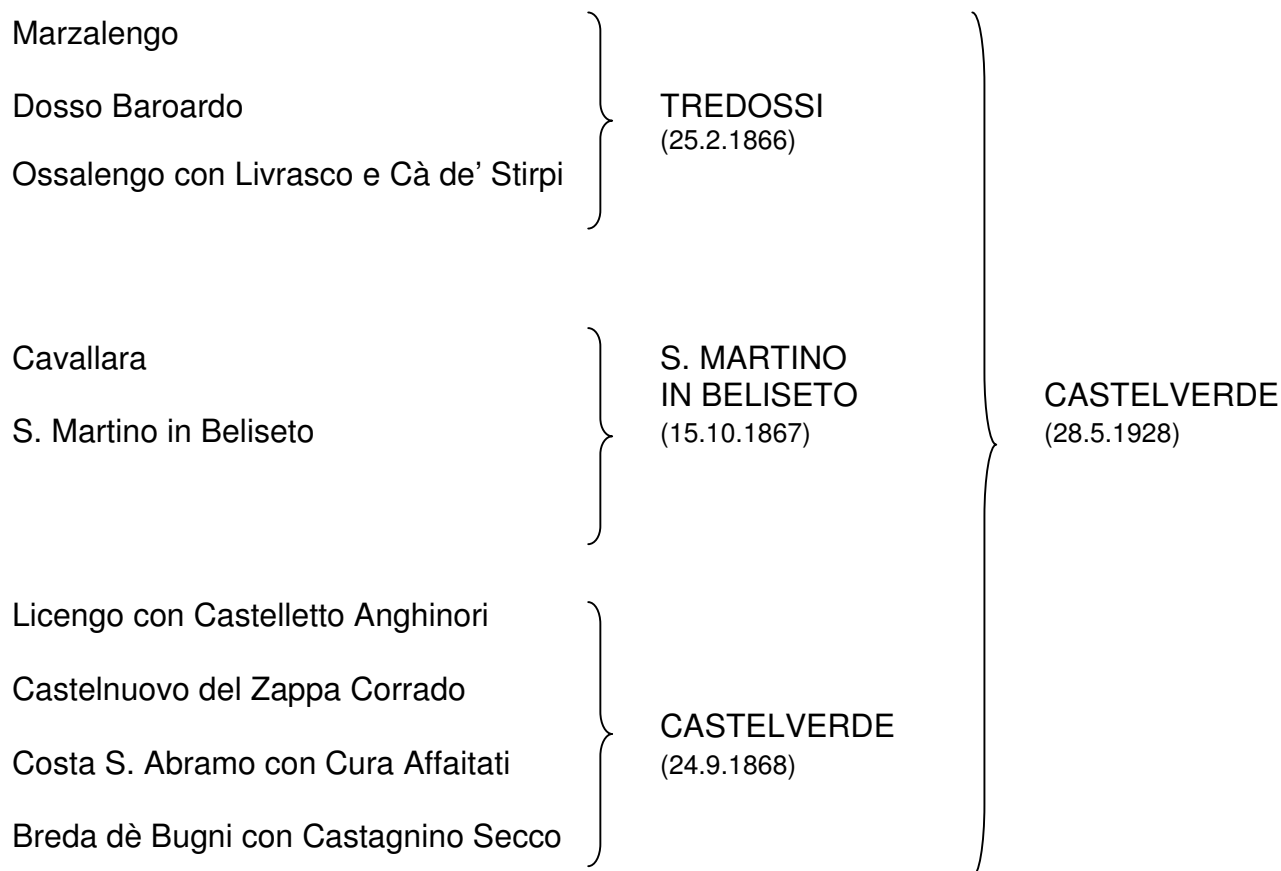 Marzalengo
Dosso Baroardo
Ossalengo con Livrasco e Cà de’ Stirpi
TREDOSSI
(25.2.1866)
Cavallara
S. Martino in Beliseto
S. MARTINO
IN BELISETO
(15.10.1867)
Licengo con Castelletto Anghinori
Castelnuovo del Zappa Corrado
Costa S. Abramo con Cura Affaitati
Breda dè Bugni con Castagnino Secco
CASTELVERDE
(24.9.1868)
CASTELVERDE
(28.5.1928)